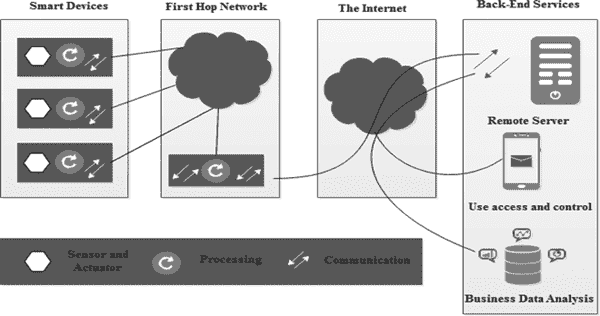 Smart Devices
First Hop Network
The Internet
Back-End Services
Remote Server
Use access and control
Business Data Analysis
Sensor and
Actuator
Processing
Communication